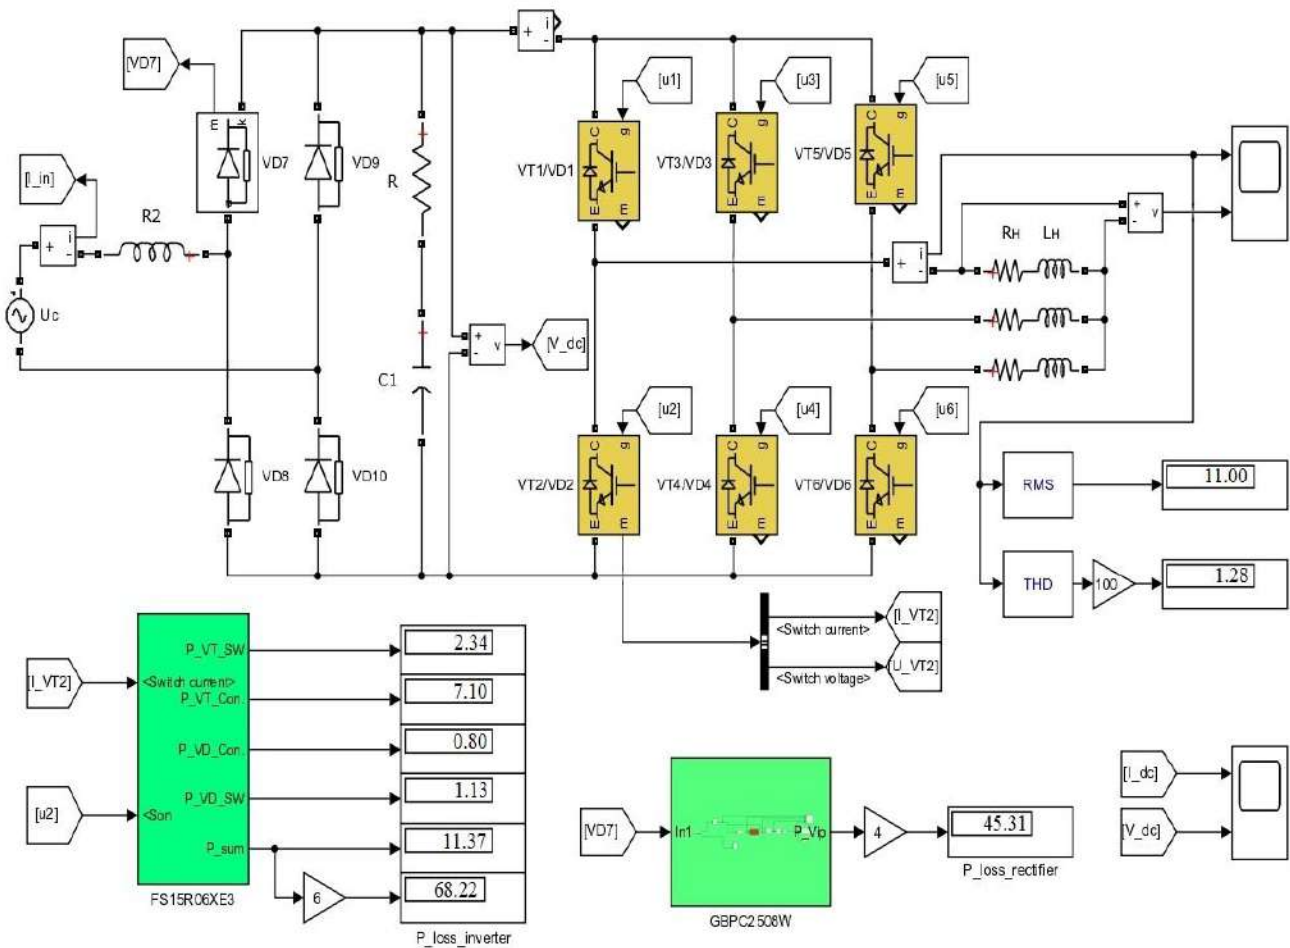 i
+
-
[VD7]
[u1]
[u3]
[u5]
m
k
VD7
VD9
C
g
VT1/VD1
E
m
C
g
VT3/VD3
E
m
C
g
VT5/VD5
E
m
[I_in]
R
R2
i
+
-
Uc
i
+
-
RH
LH
+
-
v
+
-
v
[V_dc]
C1
[u2]
[u4]
[u6]
VD8
VD10
C
g
VT2/VD2
E
m
C
g
VT4/VD4
E
m
C
g
VT6/VD6
E
m
RMS
11.00
THD
100
1.28
<Switch current>
[I_VT2]
<Switch voltage>
[U_VT2]
[I_VT2]
<Switch current>
P_VT_SW
2.34
P_VT_Con.
7.10
P_VD_Con.
0.80
P_VD_SW
1.13
[u2]
<Son
P_sum
11.37
6
68.22
FS15R06XE3
P_loss_inverter
[VD7]
In1
P_Vip
4
45.31
P_loss_rectifier
GBPC2508W
[I_dc]
[V_dc]